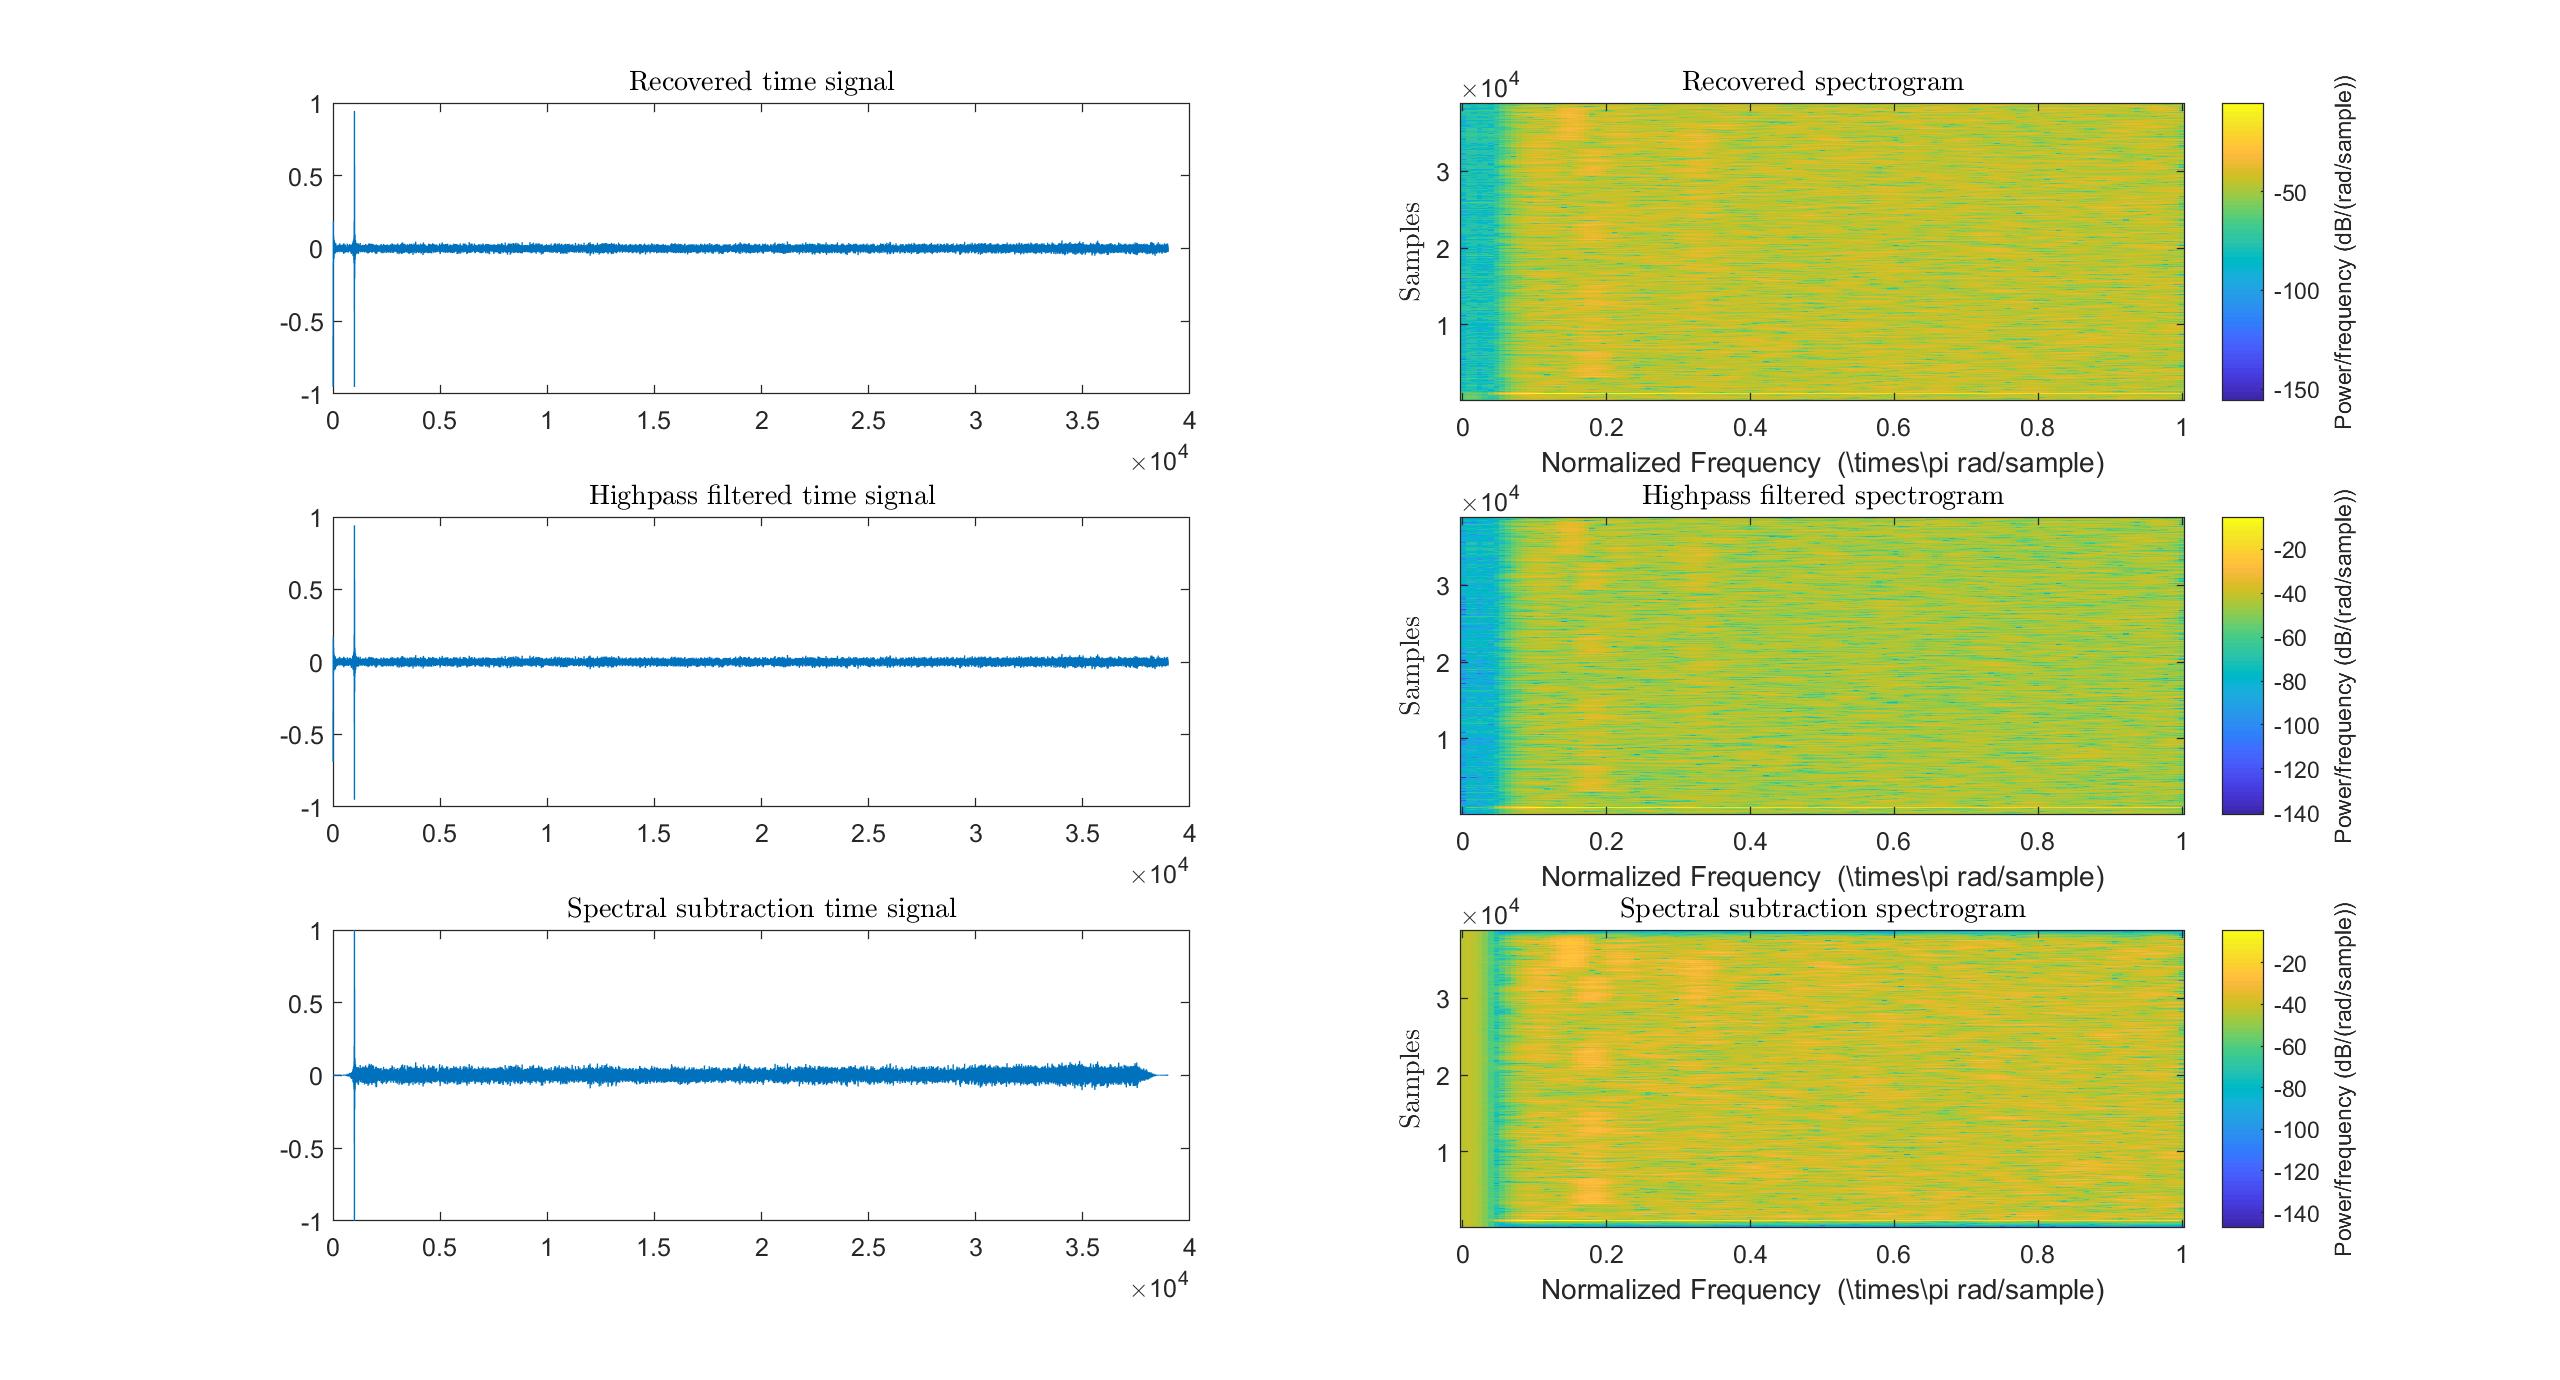 Recovered time signal
1
0.5
0
-0.5
-1
0 0.5 1 1.5 2 2.5 3 3.5 4
×10^4
Recovered spectrogram
×10^4
3
2
1
Samples
0 0.2 0.4 0.6 0.8 1
Normalized Frequency (\times\pi rad/sample)
-50
-100
-150
Power/frequency (dB/(rad/sample))
Highpass filtered time signal
1
0.5
0
-0.5
-1
0 0.5 1 1.5 2 2.5 3 3.5 4
×10^4
Highpass filtered spectrogram
×10^4
3
2
1
Samples
0 0.2 0.4 0.6 0.8 1
Normalized Frequency (\times\pi rad/sample)
-20
-40
-60
-80
-100
-120
-140
Power/frequency (dB/(rad/sample))
Spectral subtraction time signal
1
0.5
0
-0.5
-1
0 0.5 1 1.5 2 2.5 3 3.5 4
×10^4
Spectral subtraction spectrogram
×10^4
3
2
1
Samples
0 0.2 0.4 0.6 0.8 1
Normalized Frequency (\times\pi rad/sample)
-20
-40
-60
-80
-100
-120
-140
Power/frequency (dB/(rad/sample))